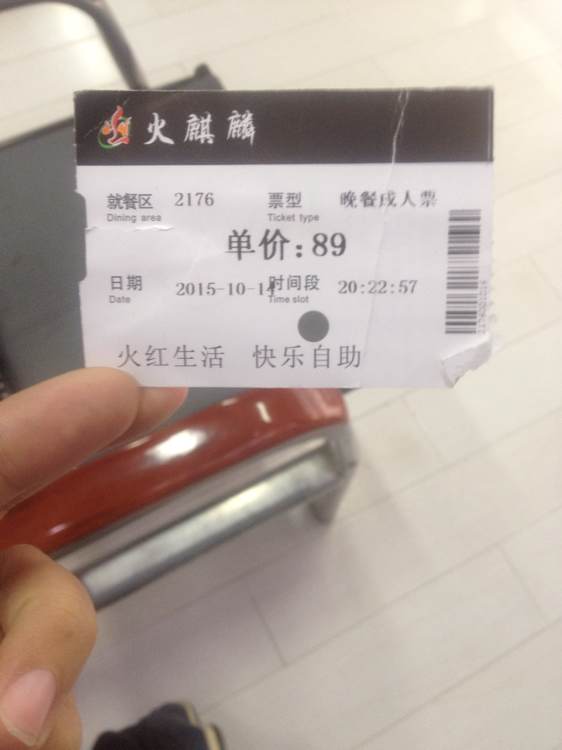 火麒麟
就餐区 2176 票型 晚餐成人票
Dining area Ticket type
单价:89
日期 2015-10-14 时间段 20:22:57
Date Time slot
火红生活 快乐自助